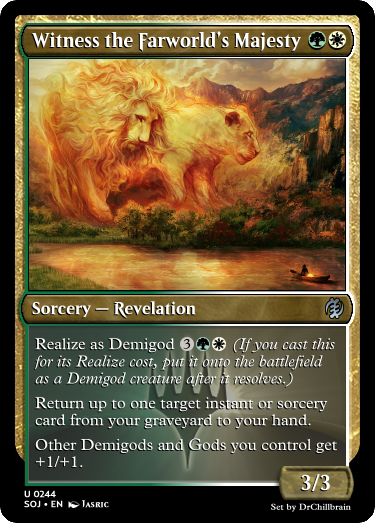 Witness the Farworld's Majesty
Sorcery — Revelation
Realize as Demigod 3 (If you cast this
for its Realize cost, put it onto the battlefield
as a Demigod creature after it resolves.)
Return up to one target instant or sorcery
card from your graveyard to your hand.
Other Demigods and Gods you control get
+1/+1.
3/3
U 0244
SOJ • EN Jasric
Set by DrChillbrain